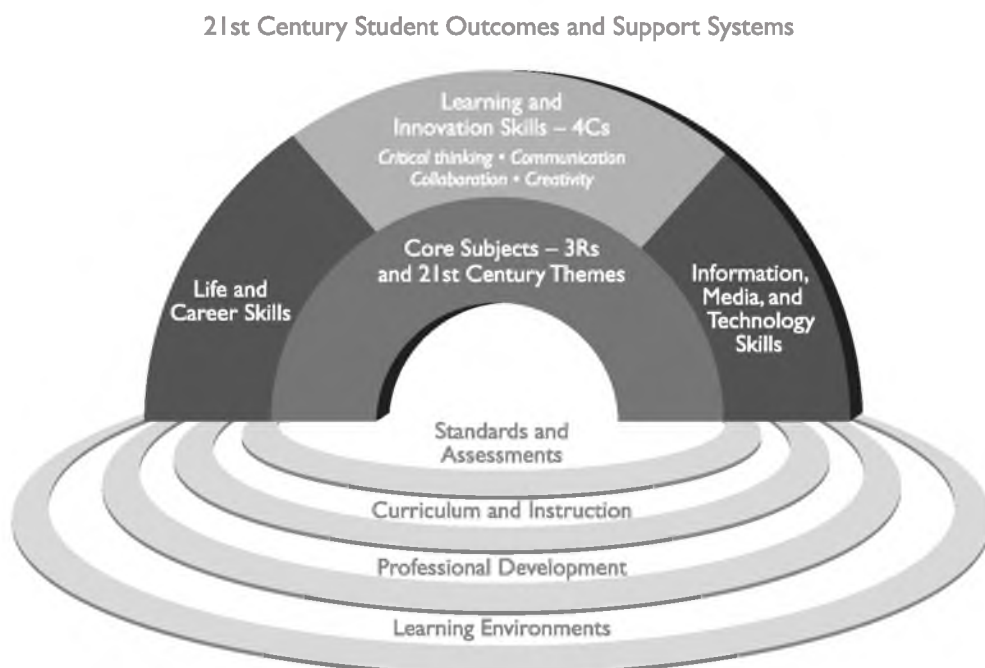 21st Century Student Outcomes and Support Systems
Learning and
Innovation Skills – 4Cs
Critical thinking • Communication
Collaboration • Creativity
Core Subjects – 3Rs
and 21st Century Themes
Life and
Career Skills
Information,
Media, and
Technology
Skills
Standards and
Assessments
Curriculum and Instruction
Professional Development
Learning Environments